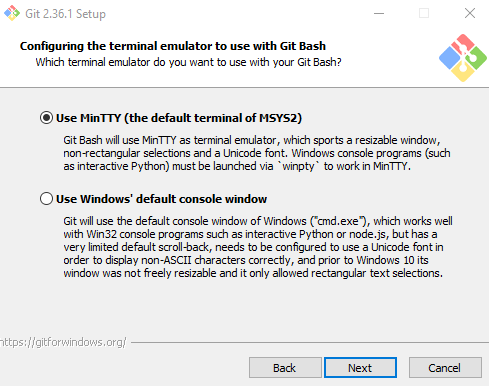 Git 2.36.1 Setup
Configuring the terminal emulator to use with Git Bash
Which terminal emulator do you want to use with your Git Bash?
Use MinTTY (the default terminal of MSYS2)
Git Bash will use MinTTY as terminal emulator, which sports a resizable window,
non-rectangular selections and a Unicode font. Windows console programs (such
as interactive Python) must be launched via `winpty` to work in MinTTY.
Use Windows' default console window
Git will use the default console window of Windows ("cmd.exe"), which works well
with Win32 console programs such as interactive Python or node.js, but has a
very limited default scroll-back, needs to be configured to use a Unicode font in
order to display non-ASCII characters correctly, and prior to Windows 10 its
window was not freely resizable and it only allowed rectangular text selections.
https://gitforwindows.org/
Back Next Cancel